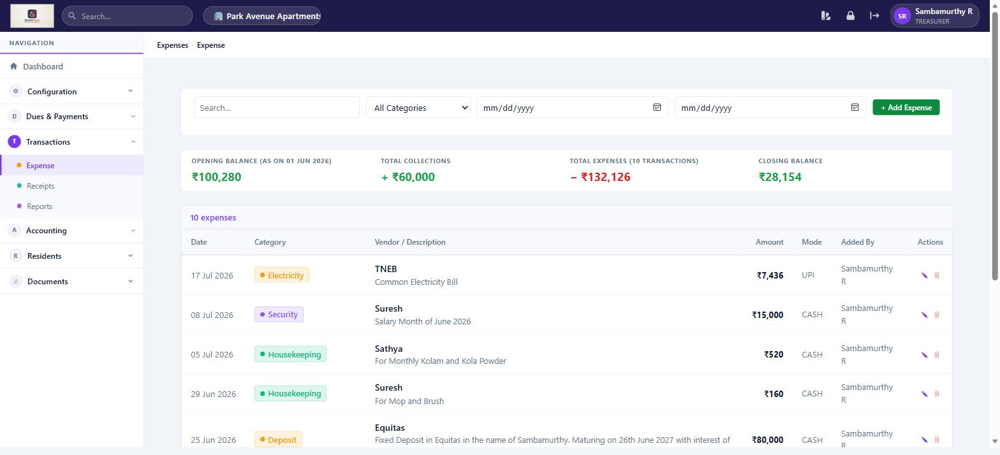 Search...
Park Avenue Apartments
SR
Sambamurthy R
TREASURER
NAVIGATION
Dashboard
Configuration
D Dues & Payments
T Transactions
Expense
Receipts
Reports
A Accounting
R Residents
Documents
Expenses Expense
Search...
All Categories
mm/dd/yyyy
mm/dd/yyyy
+ Add Expense
OPENING BALANCE (AS ON 01 JUN 2026) TOTAL COLLECTIONS TOTAL EXPENSES (10 TRANSACTIONS) CLOSING BALANCE
₹100,280 + ₹60,000 − ₹132,126 ₹28,154
10 expenses
Date Category Vendor / Description Amount Mode Added By Actions
17 Jul 2026 Electricity TNEB ₹7,436 UPI Sambamurthy
Common Electricity Bill R
08 Jul 2026 Security Suresh ₹15,000 CASH Sambamurthy
Salary Month of June 2026 R
05 Jul 2026 Housekeeping Sathya ₹520 CASH Sambamurthy
For Monthly Kolam and Kola Powder R
29 Jun 2026 Housekeeping Suresh ₹160 CASH Sambamurthy
For Mop and Brush R
25 Jun 2026 Deposit Equitas ₹80,000 CASH Sambamurthy
Fixed Deposit in Equitas in the name of Sambamurthy. Maturing on 26th June 2027 with interest of R